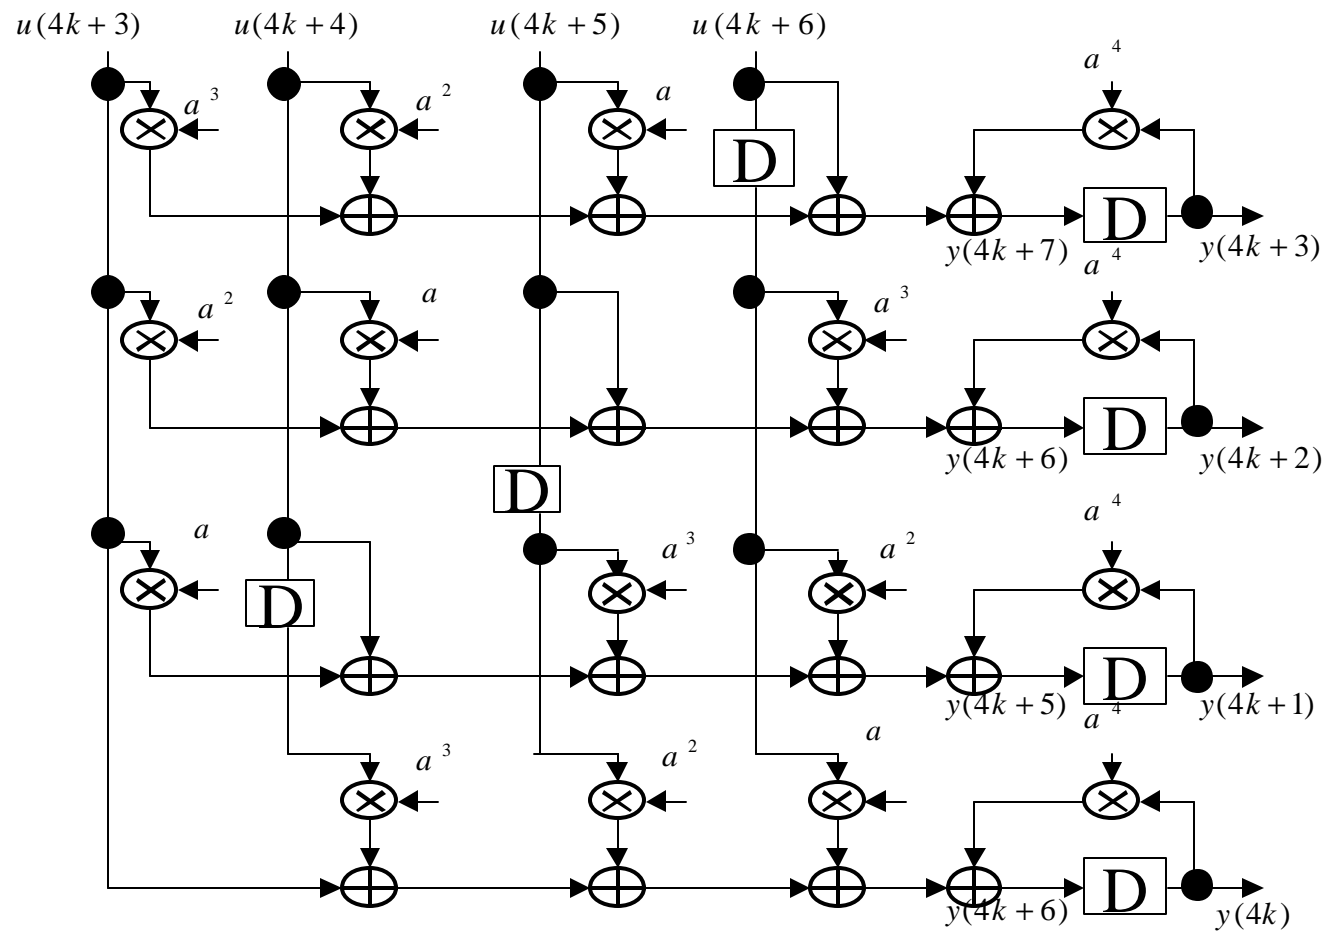 u(4k + 3) u(4k + 4) u(4k + 5) u(4k + 6)
a 4
a 3 a 2 a
D
D
y(4k + 7) y(4k + 3)
a 4
a 2 a a 3
D
y(4k + 6) y(4k + 2)
D
a 4
a a 3 a 2
D
D
y(4k + 5) y(4k + 1)
a 4
a 3 a 2 a
D
y(4k + 6) y(4k)